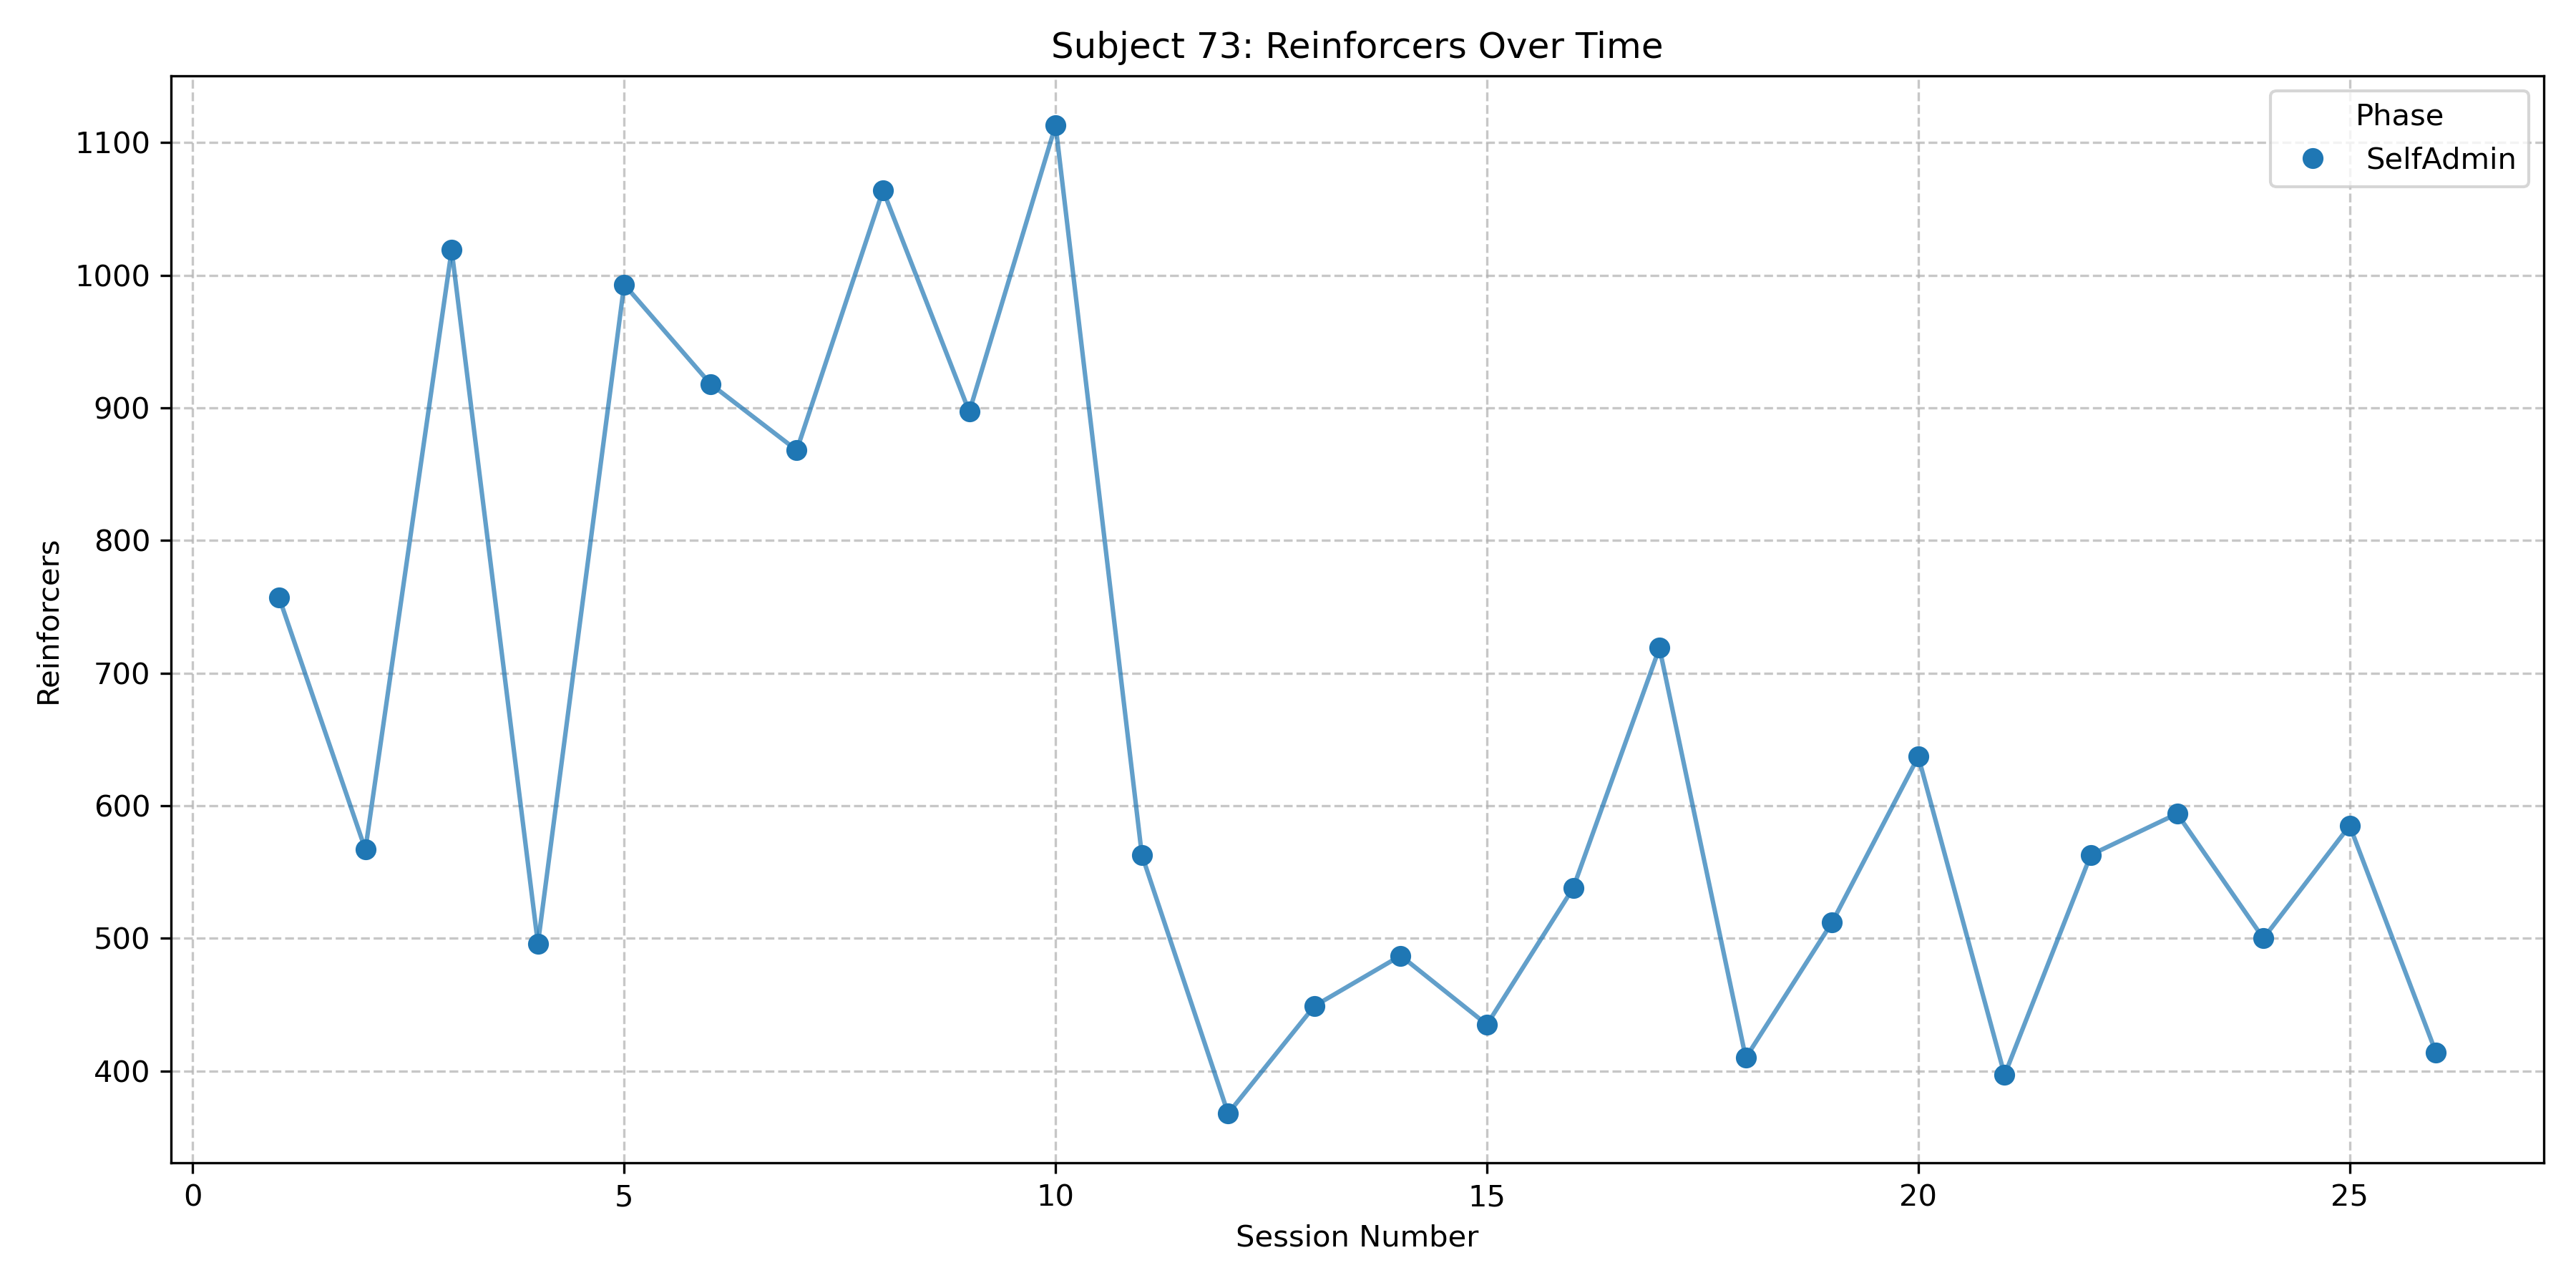 Subject 73: Reinforcers Over Time
Phase
SelfAdmin
Reinforcers
1100
1000
900
800
700
600
500
400
0 5 10 15 20 25
Session Number